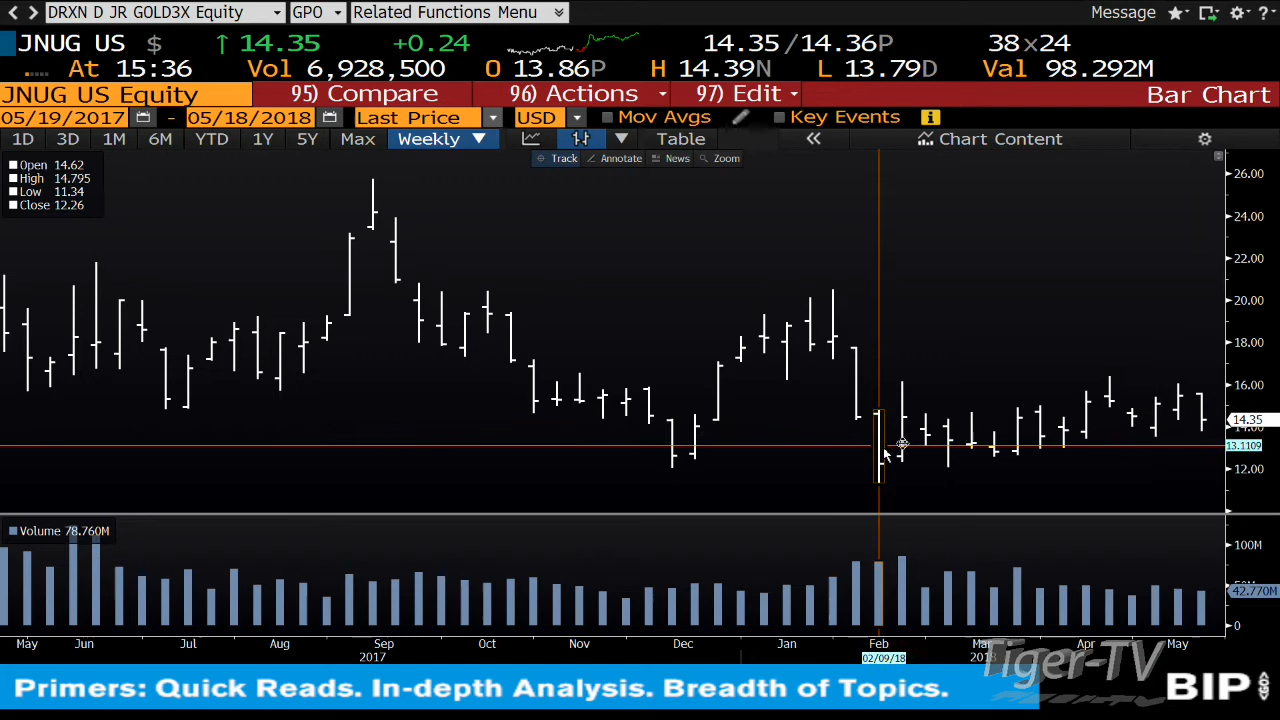 DRXN D JR GOLD3X Equity GPO Related Functions Menu Message ?
JNUG US $ ↑ 14.35 +0.24 14.35/14.36P 38x24
At 15:36 Vol 6,928,500 O 13.86P H 14.39N L 13.79D Val 98.292M
JNUG US Equity 95) Compare 96) Actions 97) Edit Bar Chart
05/19/2017 - 05/18/2018 Last Price USD Mov Avgs Key Events i
1D 3D 1M 6M YTD 1Y 5Y Max Weekly Table Chart Content
Track Annotate News Zoom
Open 14.62
High 14.795
Low 11.34
Close 12.26
26.00
24.00
22.00
20.00
18.00
16.00
14.35
14.00
13.1109
12.00
Volume 78.760M
100M
42.770M
0
May Jun Jul Aug Sep Oct Nov Dec Jan Feb Mar Apr May
2017 02/09/18 2018
Tiger-TV
Primers: Quick Reads. In-depth Analysis. Breadth of Topics.
BIP GO